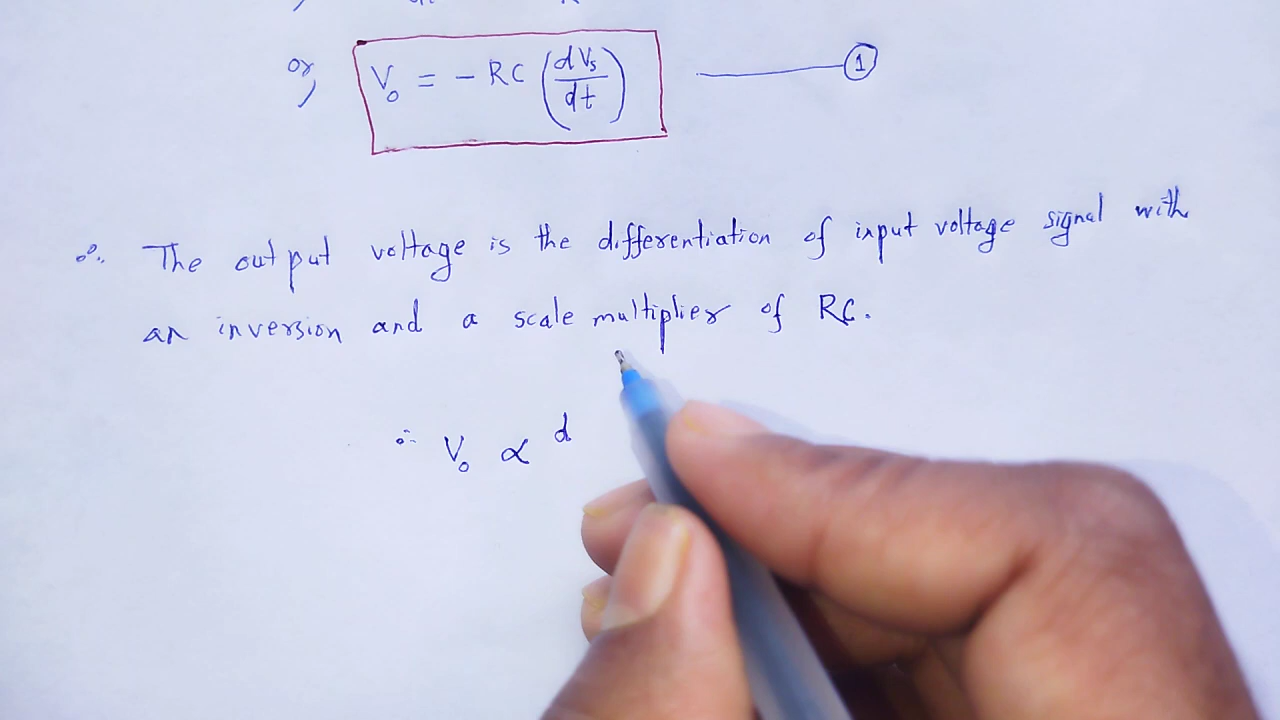 or, V₀ = - RC (dVs/dt) ——— ①
∴ The output voltage is the differentiation of input voltage signal with
an inversion and a scale multiplier of RC.
∴ V₀ ∝ d